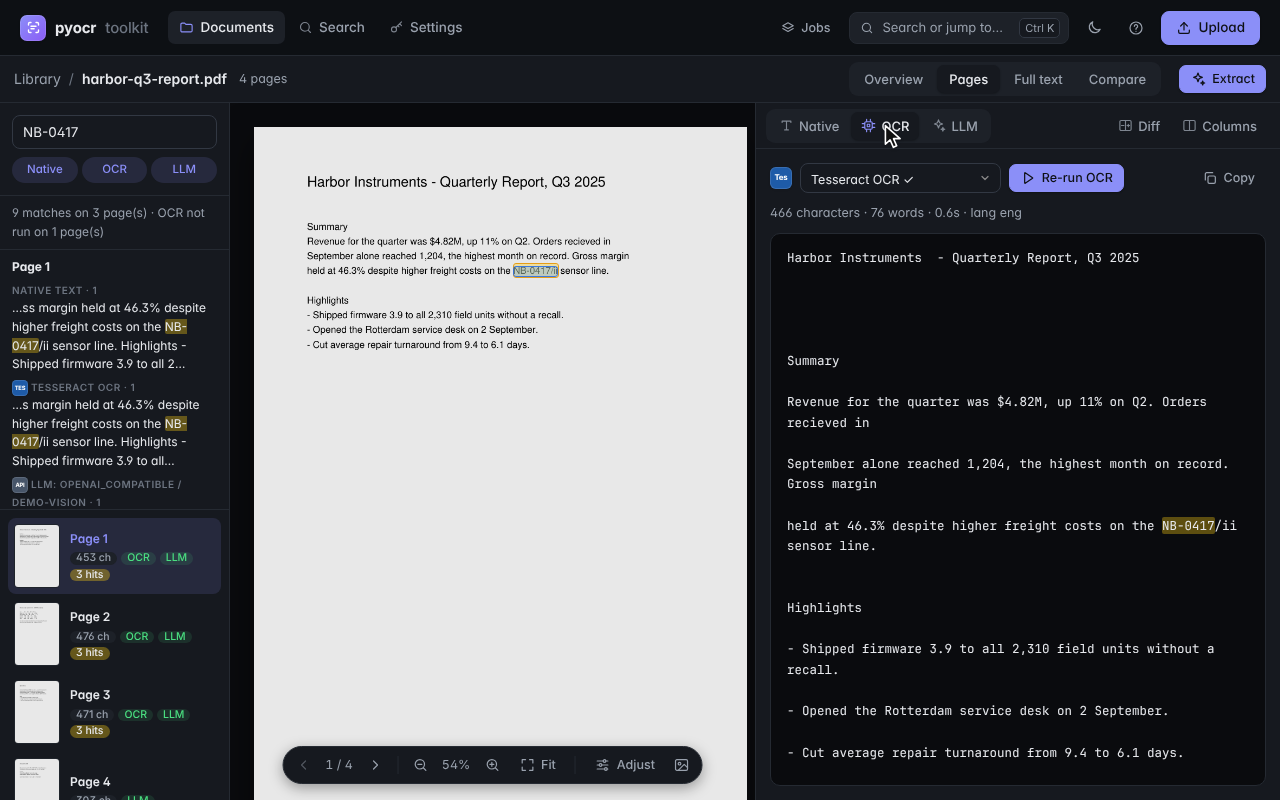 pyocr toolkit
Documents
Search
Settings
Jobs
Search or jump to...
Ctrl K
Upload
Library / harbor-q3-report.pdf 4 pages
Overview
Pages
Full text
Compare
Extract
NB-0417
Native
OCR
LLM
9 matches on 3 page(s) · OCR not
run on 1 page(s)
Page 1
NATIVE TEXT · 1
...ss margin held at 46.3% despite
higher freight costs on the NB-
0417/ii sensor line. Highlights -
Shipped firmware 3.9 to all 2...
TES TESSERACT OCR · 1
...s margin held at 46.3% despite
higher freight costs on the NB-
0417/ii sensor line. Highlights -
Shipped firmware 3.9 to all...
API LLM: OPENAI_COMPATIBLE /
DEMO-VISION · 1
Page 1
453 ch OCR LLM
3 hits
Page 2
476 ch OCR LLM
3 hits
Page 3
471 ch OCR LLM
3 hits
Page 4
LLM
Harbor Instruments - Quarterly Report, Q3 2025
Summary
Revenue for the quarter was $4.82M, up 11% on Q2. Orders recieved in
September alone reached 1,204, the highest month on record. Gross margin
held at 46.3% despite higher freight costs on the NB-0417/ii sensor line.
Highlights
- Shipped firmware 3.9 to all 2,310 field units without a recall.
- Opened the Rotterdam service desk on 2 September.
- Cut average repair turnaround from 9.4 to 6.1 days.
1 / 4
54%
Fit
Adjust
Native
OCR
LLM
Diff
Columns
Tes
Tesseract OCR ✓
Re-run OCR
Copy
466 characters · 76 words · 0.6s · lang eng
Harbor Instruments - Quarterly Report, Q3 2025
Summary
Revenue for the quarter was $4.82M, up 11% on Q2. Orders
recieved in
September alone reached 1,204, the highest month on record.
Gross margin
held at 46.3% despite higher freight costs on the NB-0417/ii
sensor line.
Highlights
- Shipped firmware 3.9 to all 2,310 field units without a
recall.
- Opened the Rotterdam service desk on 2 September.
- Cut average repair turnaround from 9.4 to 6.1 days.